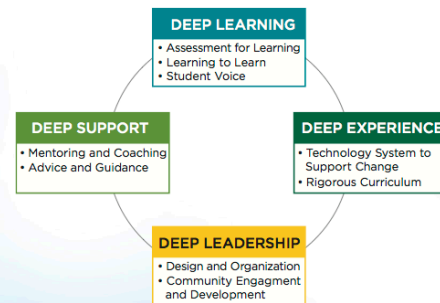 DEEP LEARNING
• Assessment for Learning
• Learning to Learn
• Student Voice
DEEP SUPPORT
• Mentoring and Coaching
• Advice and Guidance
DEEP EXPERIENCE
• Technology System to
Support Change
• Rigorous Curriculum
DEEP LEADERSHIP
• Design and Organization
• Community Engagment
and Development